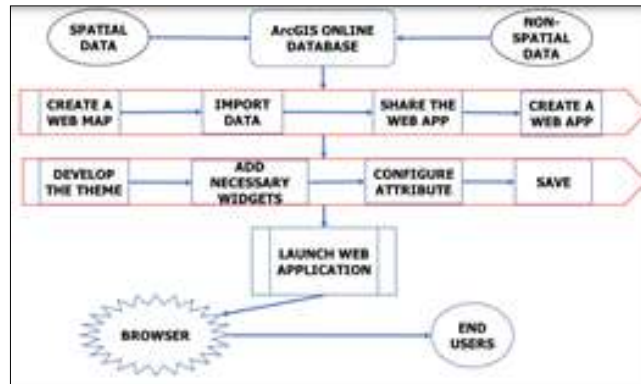 SPATIAL
DATA
ArcGIS ONLINE
DATABASE
NON-
SPATIAL
DATA
CREATE A
WEB MAP
IMPORT
DATA
SHARE THE
WEB APP
CREATE A
WEB APP
DEVELOP
THE THEME
ADD
NECESSARY
WIDGETS
CONFIGURE
ATTRIBUTE
SAVE
LAUNCH WEB
APPLICATION
BROWSER
END
USERS